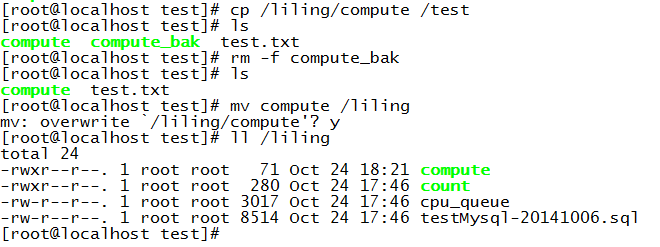 [root@localhost test]# cp /liling/compute /test
[root@localhost test]# ls
compute  compute_bak  test.txt
[root@localhost test]# rm -f compute_bak
[root@localhost test]# ls
compute  test.txt
[root@localhost test]# mv compute /liling
mv: overwrite `/liling/compute'? y
[root@localhost test]# ll /liling
total 24
-rwxr--r--. 1 root root   71 Oct 24 18:21 compute
-rwxr--r--. 1 root root  280 Oct 24 17:46 count
-rw-r--r--. 1 root root 3017 Oct 24 17:46 cpu_queue
-rw-r--r--. 1 root root 8514 Oct 24 17:46 testMysql-20141006.sql
[root@localhost test]#